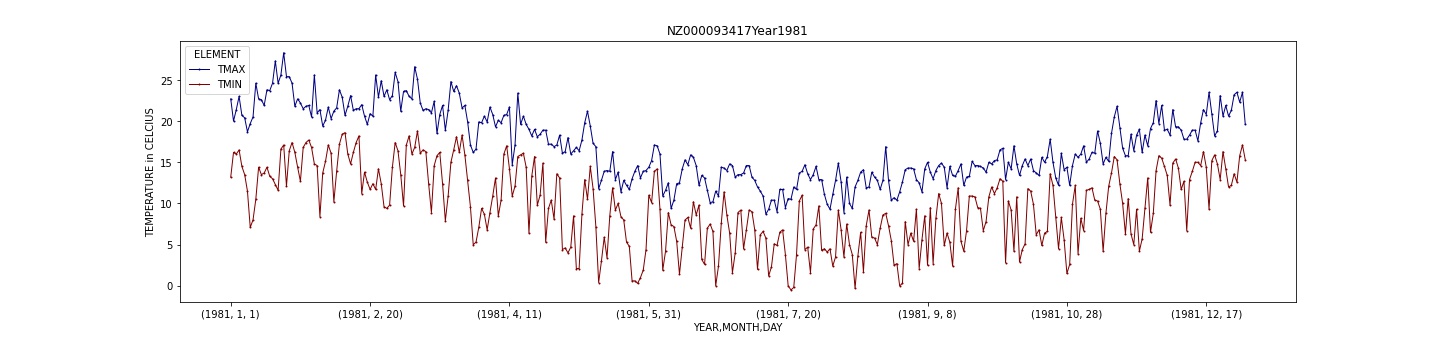 NZ000093417Year1981
ELEMENT
TMAX
TMIN
TEMPERATURE in CELCIUS
25
20
15
10
5
0
(1981, 1, 1)
(1981, 2, 20)
(1981, 4, 11)
(1981, 5, 31)
(1981, 7, 20)
(1981, 9, 8)
(1981, 10, 28)
(1981, 12, 17)
YEAR,MONTH,DAY